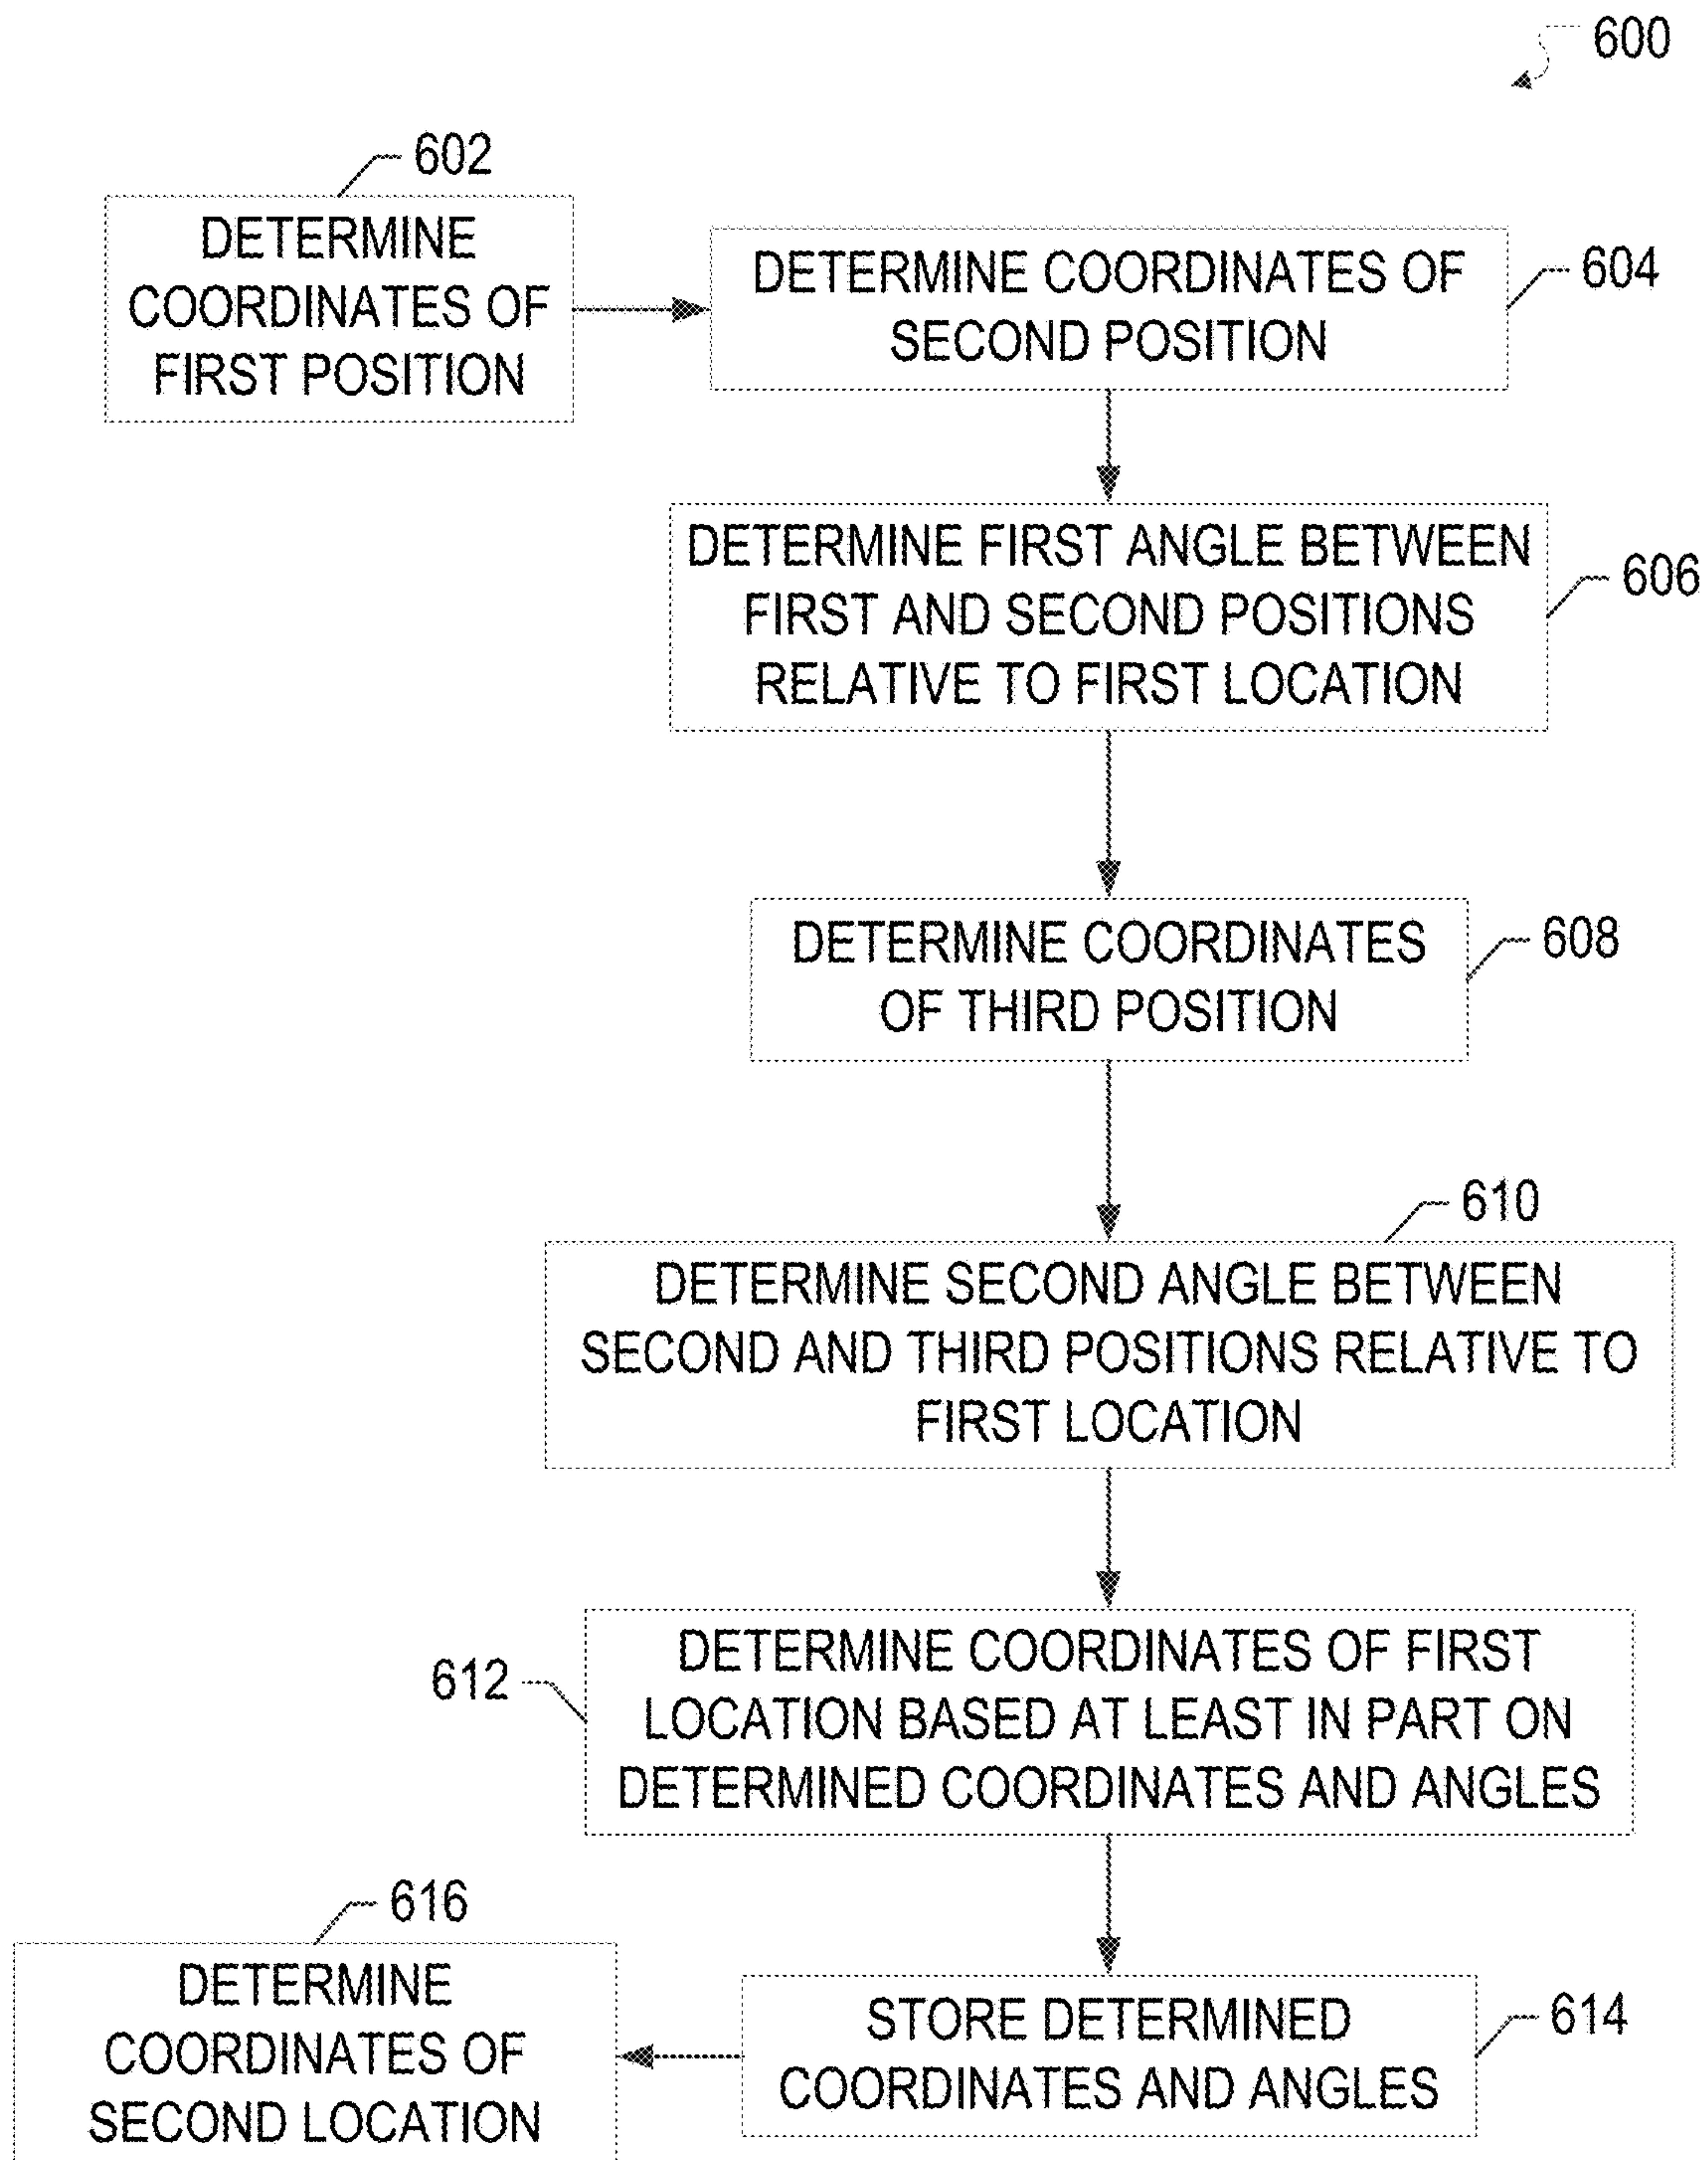 600
602
DETERMINE
COORDINATES OF
FIRST POSITION
DETERMINE COORDINATES OF
SECOND POSITION
604
DETERMINE FIRST ANGLE BETWEEN
FIRST AND SECOND POSITIONS
RELATIVE TO FIRST LOCATION
606
DETERMINE COORDINATES
OF THIRD POSITION
608
610
DETERMINE SECOND ANGLE BETWEEN
SECOND AND THIRD POSITIONS RELATIVE TO
FIRST LOCATION
612
DETERMINE COORDINATES OF FIRST
LOCATION BASED AT LEAST IN PART ON
DETERMINED COORDINATES AND ANGLES
STORE DETERMINED
COORDINATES AND ANGLES
614
616
DETERMINE
COORDINATES OF
SECOND LOCATION